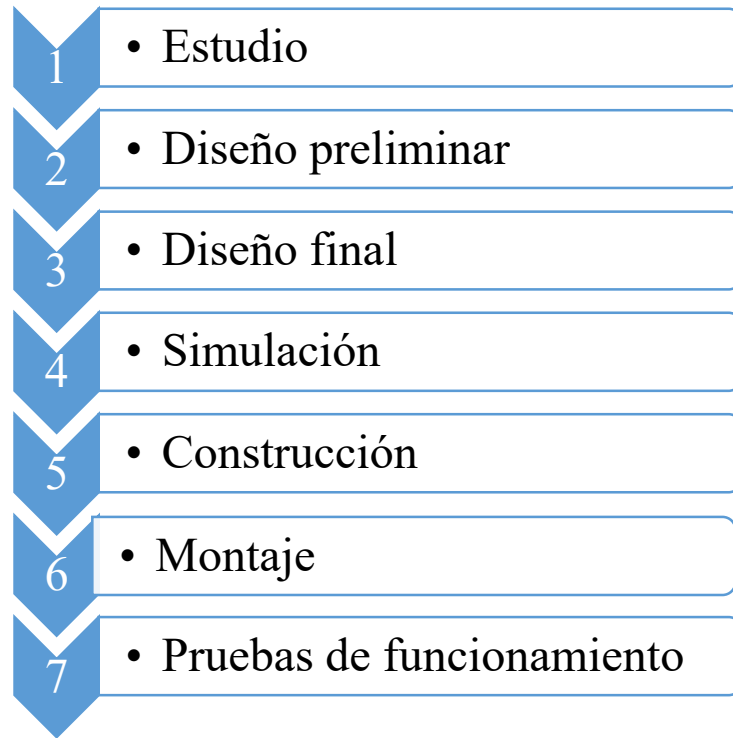 1
• Estudio
2
• Diseño preliminar
3
• Diseño final
4
• Simulación
5
• Construcción
6
• Montaje
7
• Pruebas de funcionamiento